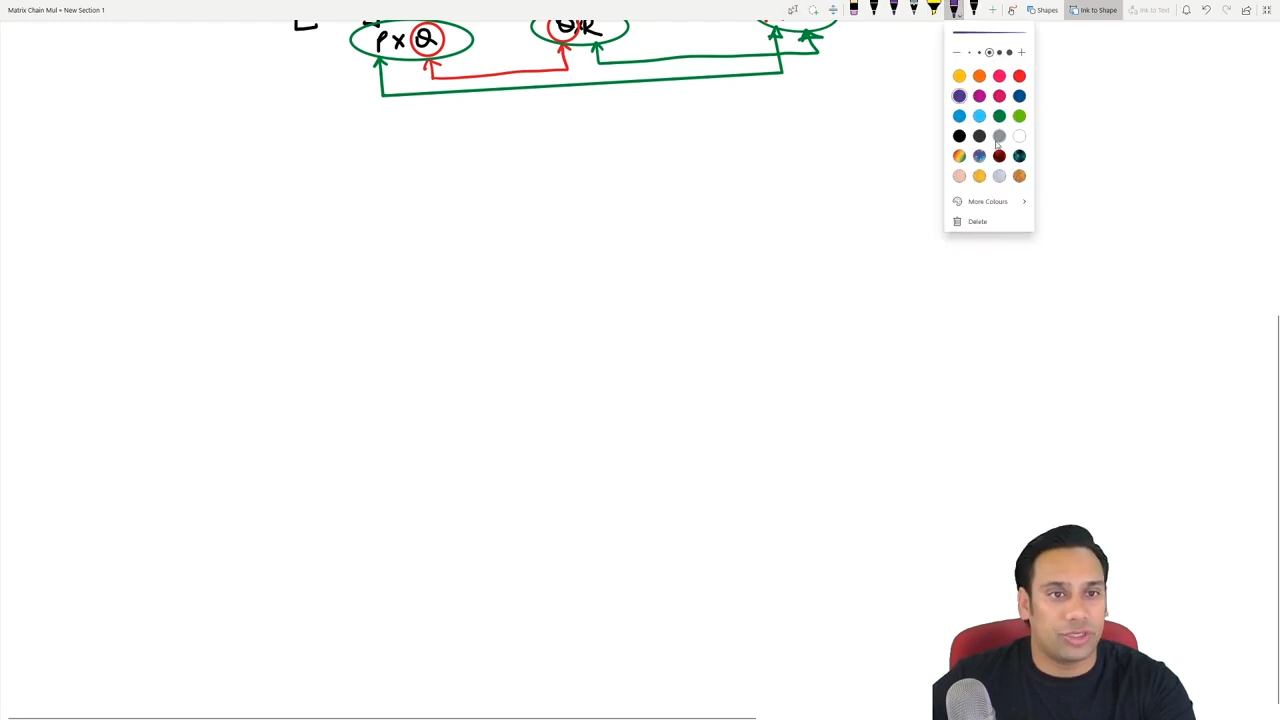 Matrix Chain Mul » New Section 1
Shapes
Ink to Shape
Ink to Text
P x Q
Q R
More Colours
Delete